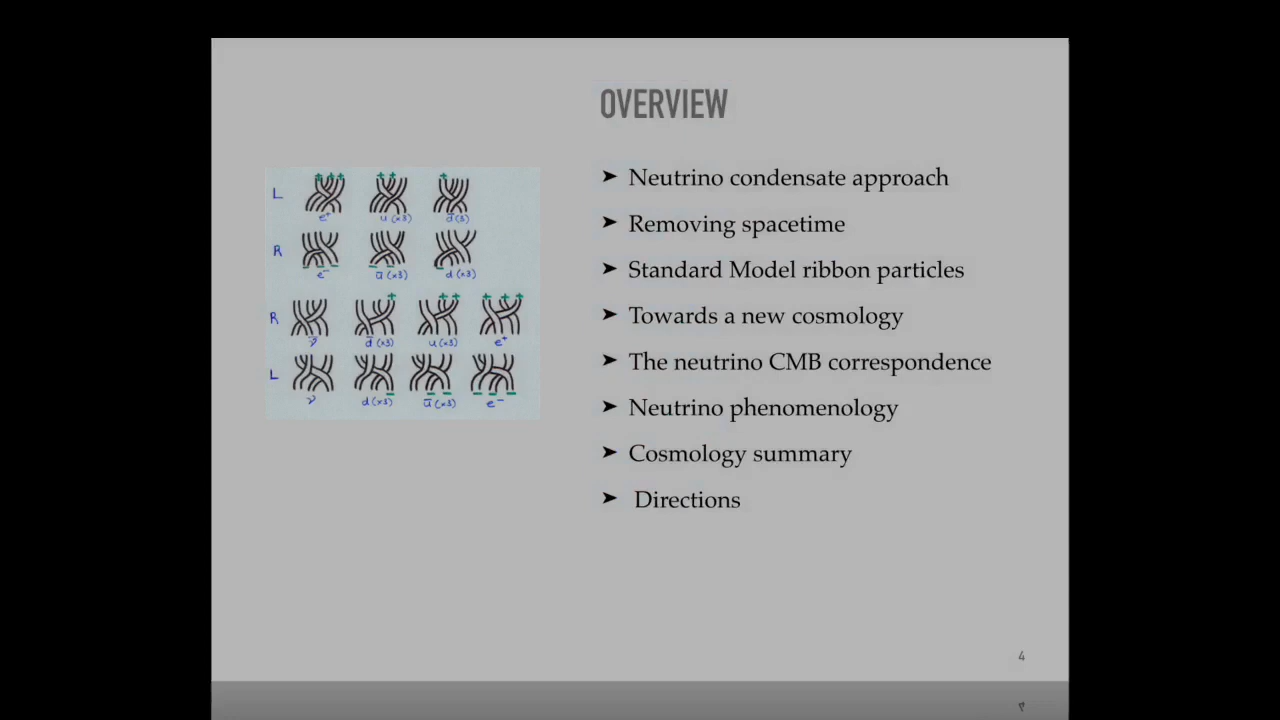 OVERVIEW
➤ Neutrino condensate approach
➤ Removing spacetime
➤ Standard Model ribbon particles
➤ Towards a new cosmology
➤ The neutrino CMB correspondence
➤ Neutrino phenomenology
➤ Cosmology summary
➤ Directions
+ + + + + +
L
e⁺ u (x3) d̄ (3)
R
e⁻ ū (x3) d (x3)
− − − − − −
+ + + + + +
R
ν̄ d̄ (x3) u (x3) e⁺
L
ν d (x3) ū (x3) e⁻
− − − − − −
4